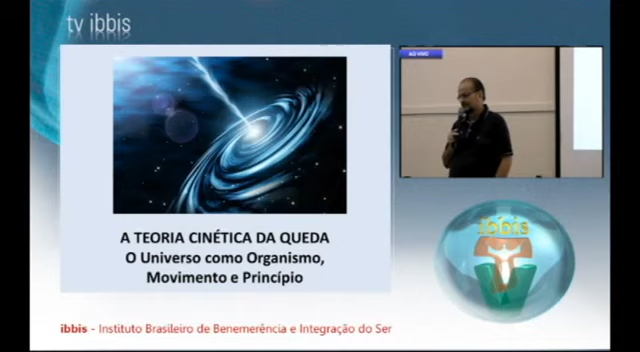 tv ibbis
AO VIVO
A TEORIA CINÉTICA DA QUEDA
O Universo como Organismo,
Movimento e Princípio
ibbis
ibbis - Instituto Brasileiro de Benemerência e Integração do Ser